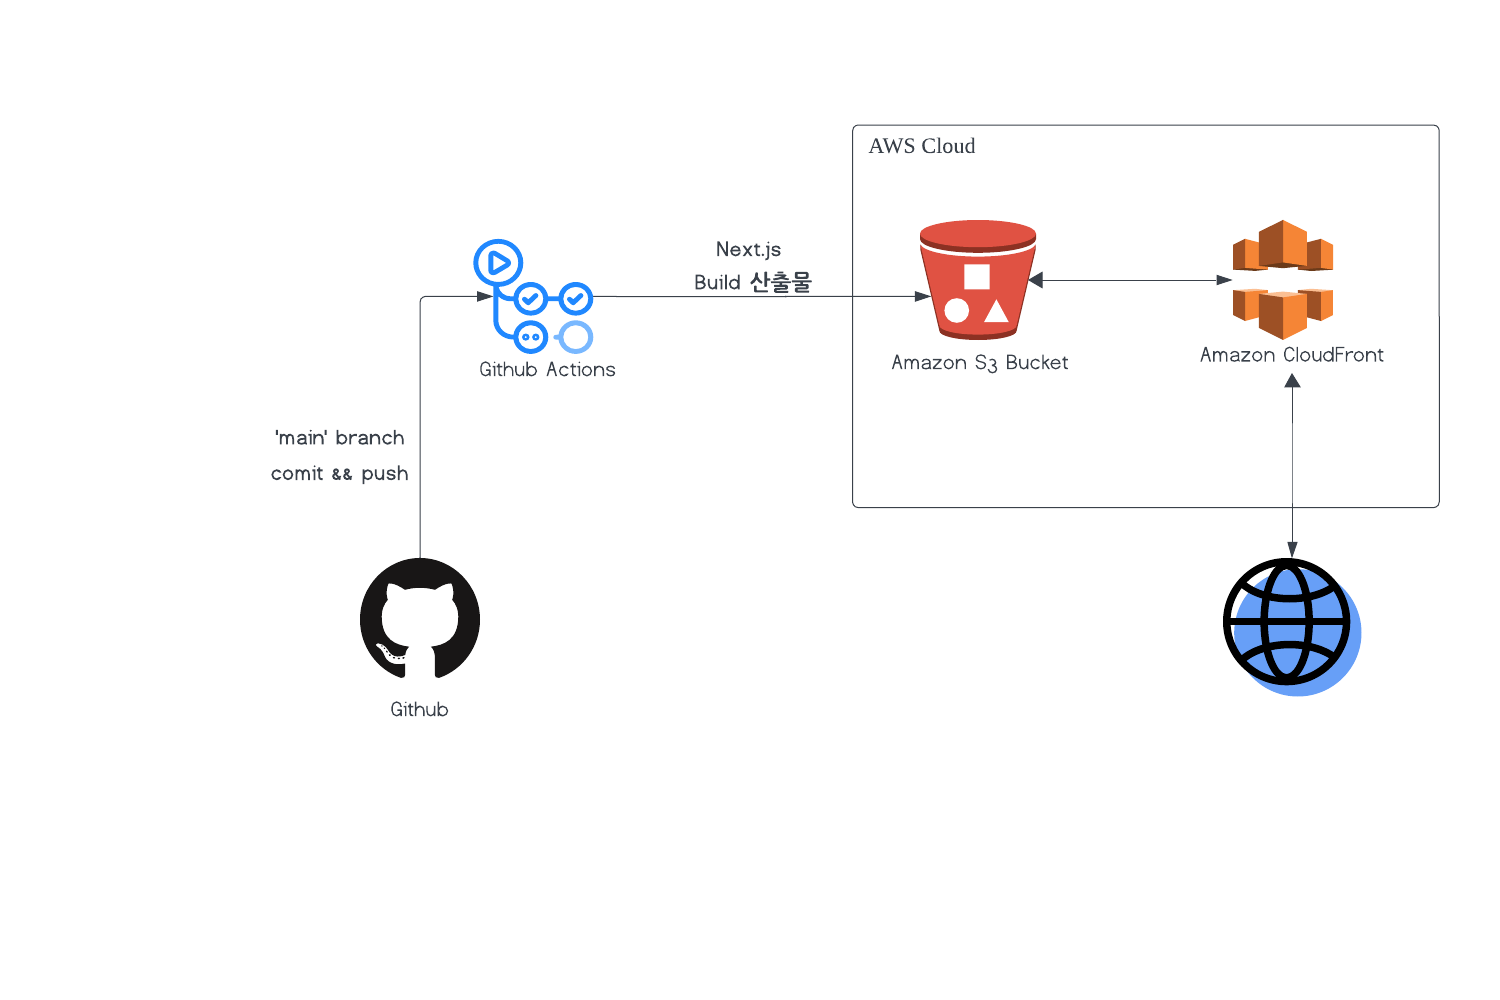 AWS Cloud
Next.js
Build 산출물
Github Actions
Amazon S3 Bucket
Amazon CloudFront
'main' branch
comit && push
Github